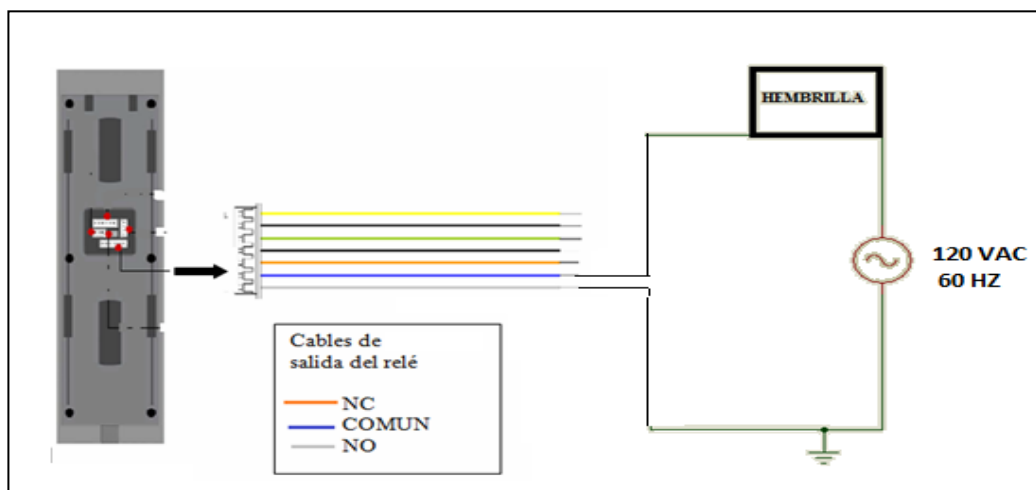 HEMBRILLA
120 VAC
60 HZ
Cables de
salida del relé
NC
COMUN
NO